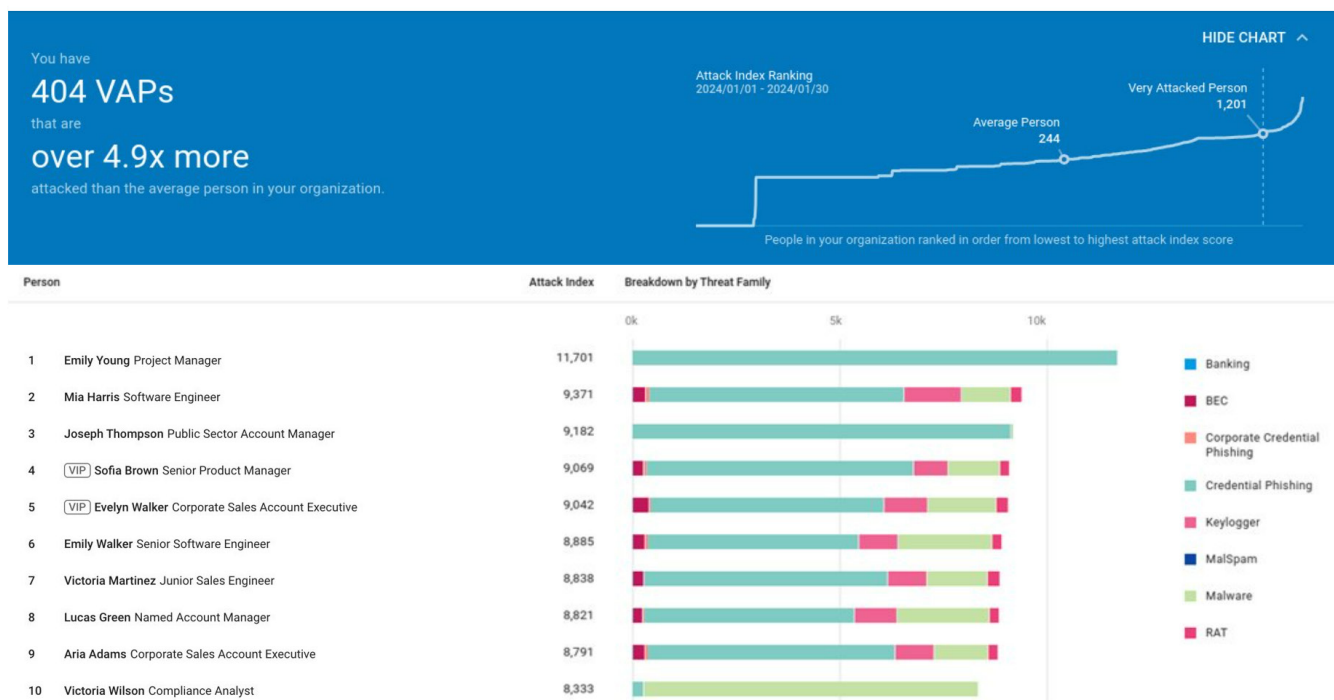 HIDE CHART
You have
404 VAPs
that are
over 4.9x more
attacked than the average person in your organization.
Attack Index Ranking
2024/01/01 - 2024/01/30
Very Attacked Person
1,201
Average Person
244
People in your organization ranked in order from lowest to highest attack index score
Person Attack Index Breakdown by Threat Family
0k 5k 10k
1 Emily Young Project Manager 11,701
2 Mia Harris Software Engineer 9,371
3 Joseph Thompson Public Sector Account Manager 9,182
4 VIP Sofia Brown Senior Product Manager 9,069
5 VIP Evelyn Walker Corporate Sales Account Executive 9,042
6 Emily Walker Senior Software Engineer 8,885
7 Victoria Martinez Junior Sales Engineer 8,838
8 Lucas Green Named Account Manager 8,821
9 Aria Adams Corporate Sales Account Executive 8,791
10 Victoria Wilson Compliance Analyst 8,333
Banking
BEC
Corporate Credential
Phishing
Credential Phishing
Keylogger
MalSpam
Malware
RAT